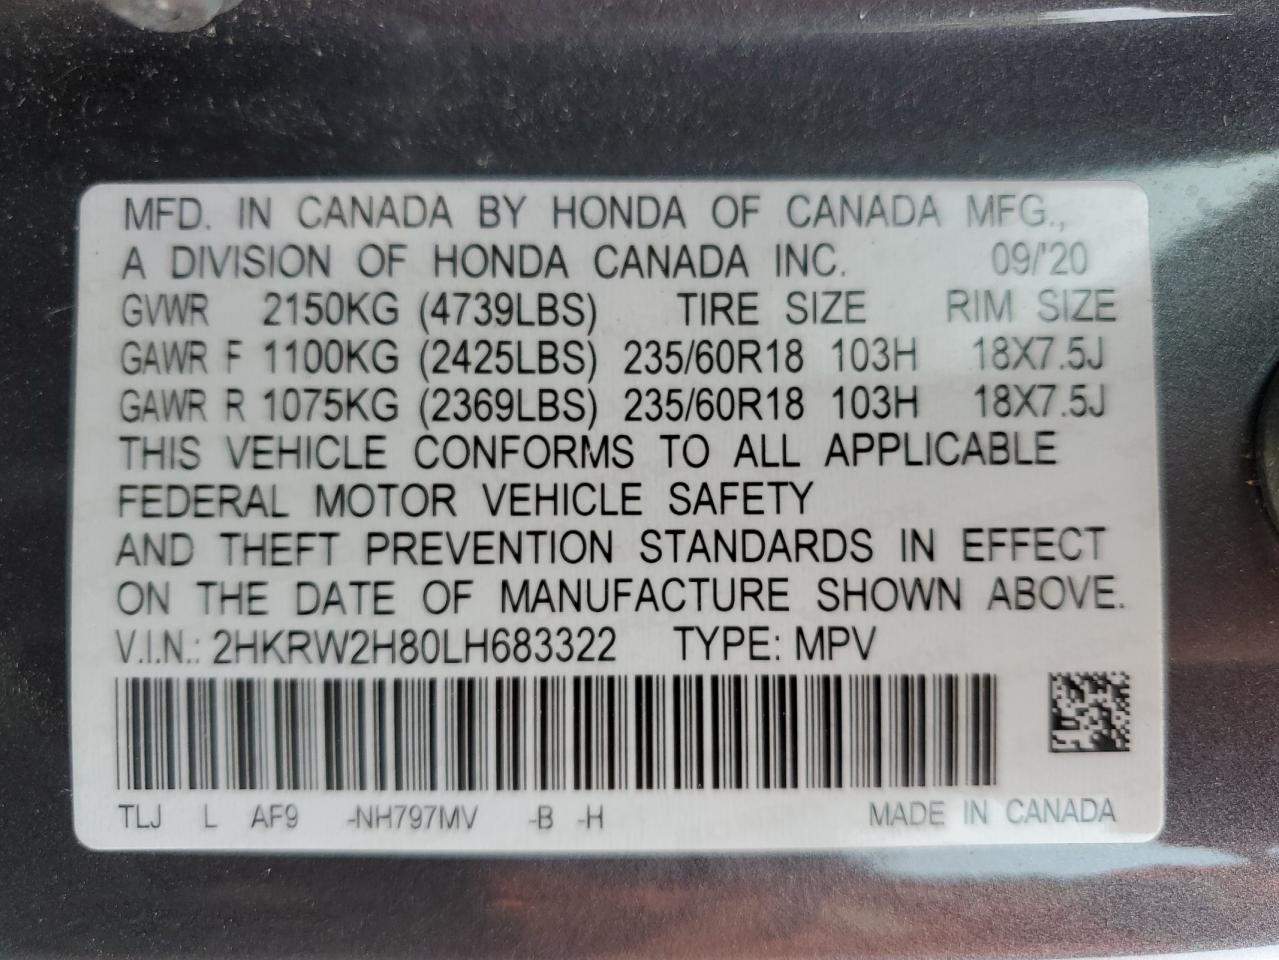 MFD. IN CANADA BY HONDA OF CANADA MFG.,
A DIVISION OF HONDA CANADA INC. 09/'20
GVWR 2150KG (4739LBS) TIRE SIZE RIM SIZE
GAWR F 1100KG (2425LBS) 235/60R18 103H 18X7.5J
GAWR R 1075KG (2369LBS) 235/60R18 103H 18X7.5J
THIS VEHICLE CONFORMS TO ALL APPLICABLE
FEDERAL MOTOR VEHICLE SAFETY
AND THEFT PREVENTION STANDARDS IN EFFECT
ON THE DATE OF MANUFACTURE SHOWN ABOVE.
V.I.N.: 2HKRW2H80LH683322 TYPE: MPV
TLJ L AF9 -NH797MV -B -H MADE IN CANADA